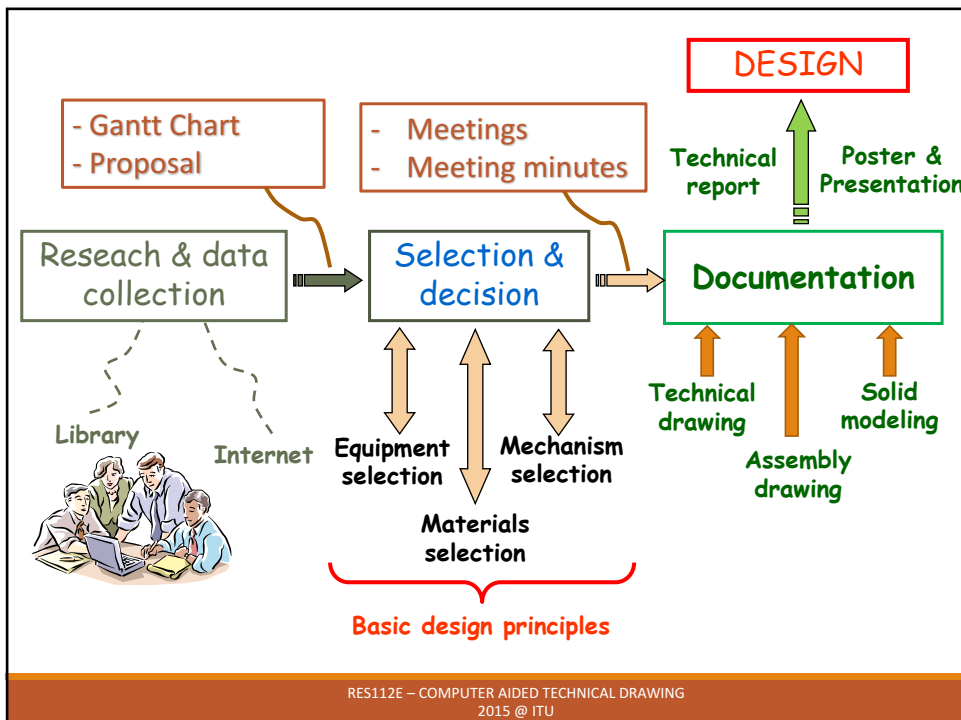 DESIGN
- Gantt Chart
- Proposal
- Meetings
- Meeting minutes
Technical
report
Poster &
Presentation
Reseach & data
collection
Selection &
decision
Documentation
Library
Internet
Equipment
selection
Mechanism
selection
Materials
selection
Technical
drawing
Assembly
drawing
Solid
modeling
Basic design principles
RES112E – COMPUTER AIDED TECHNICAL DRAWING
2015 @ ITU